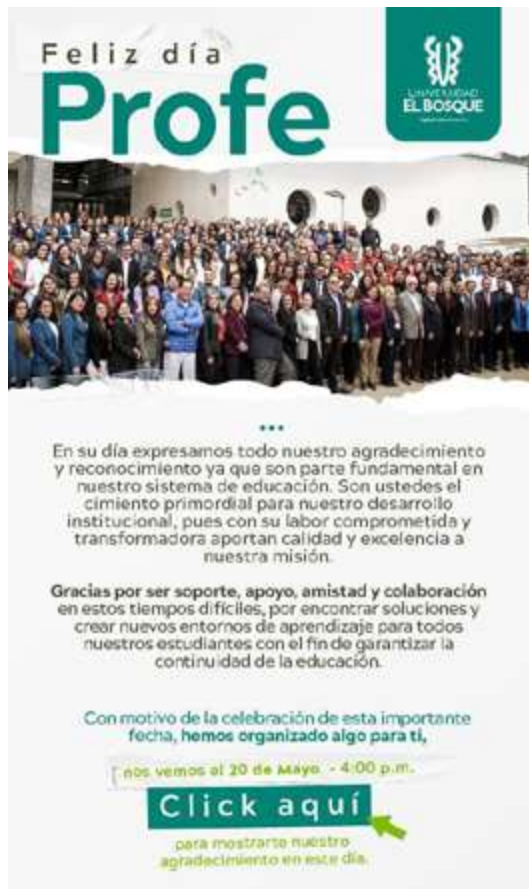 Feliz día
Profe
UNIVERSIDAD
EL BOSQUE
En su día expresamos todo nuestro agradecimiento
y reconocimiento ya que son parte fundamental en
nuestro sistema de educación. Son ustedes el
cimiento primordial para nuestro desarrollo
institucional, pues con su labor comprometida y
transformadora aportan calidad y excelencia a
nuestra misión.
Gracias por ser soporte, apoyo, amistad y colaboración
en estos tiempos difíciles, por encontrar soluciones y
crear nuevos entornos de aprendizaje para todos
nuestros estudiantes con el fin de garantizar la
continuidad de la educación.
Con motivo de la celebración de esta importante
fecha, hemos organizado algo para ti,
nos vemos el 20 de Mayo - 4:00 p.m.
Click aquí
para mostrarte nuestro
agradecimiento en este día.